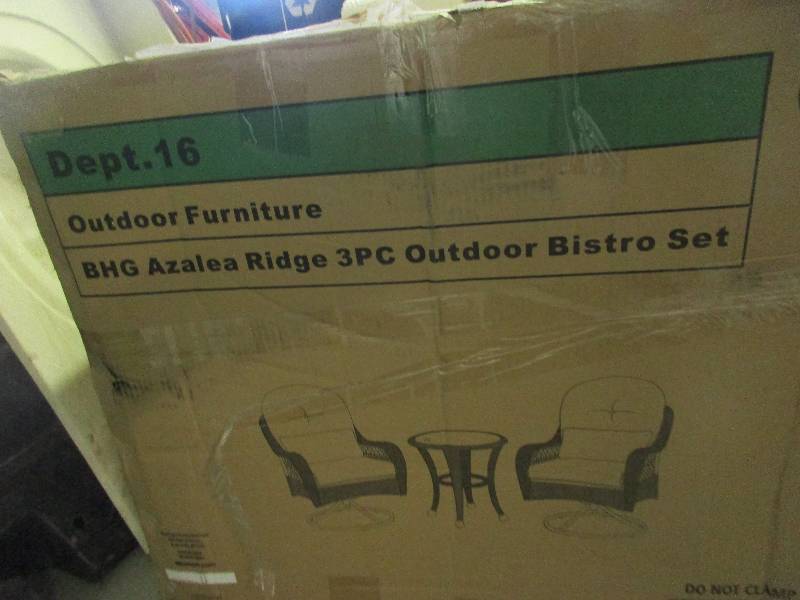 Dept.16
Outdoor Furniture
BHG Azalea Ridge 3PC Outdoor Bistro Set
DO NOT CLAMP